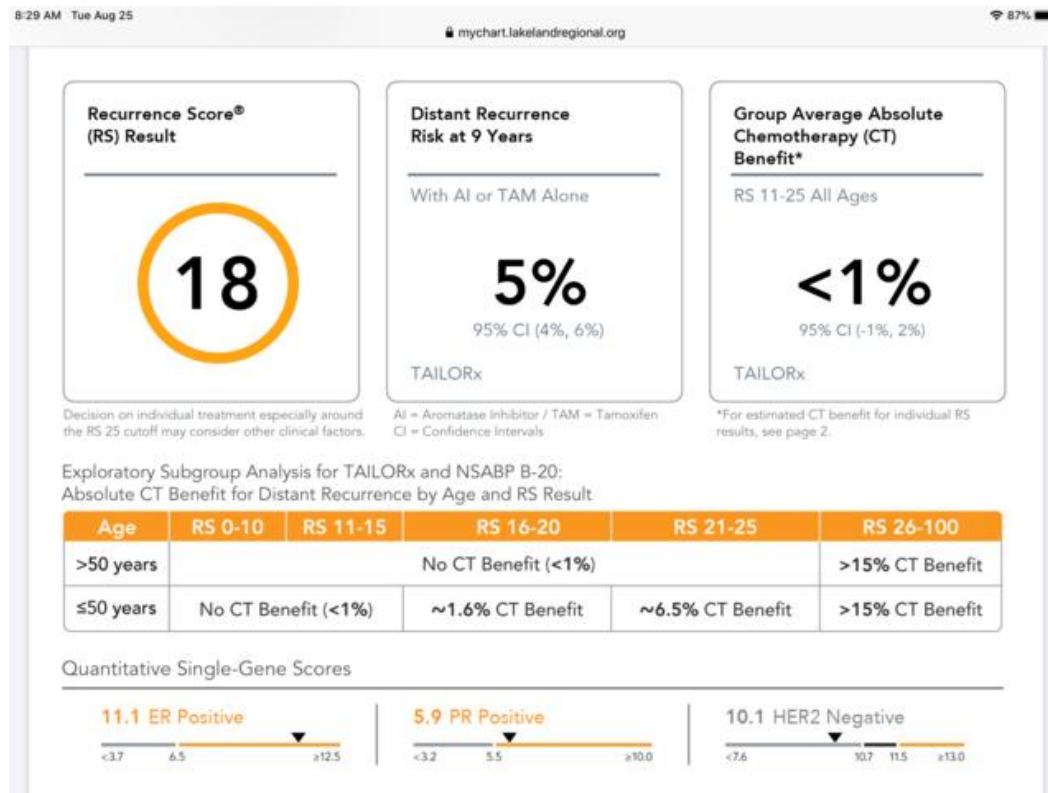 8:29 AM Tue Aug 25
87%
mychart.lakelandregional.org
Recurrence Score®
(RS) Result
18
Decision on individual treatment especially around
the RS 25 cutoff may consider other clinical factors.
Distant Recurrence
Risk at 9 Years
With AI or TAM Alone
5%
95% CI (4%, 6%)
TAILORx
AI = Aromatase Inhibitor / TAM = Tamoxifen
CI = Confidence Intervals
Group Average Absolute
Chemotherapy (CT)
Benefit*
RS 11-25 All Ages
<1%
95% CI (-1%, 2%)
TAILORx
*For estimated CT benefit for individual RS
results, see page 2.
Exploratory Subgroup Analysis for TAILORx and NSABP B-20:
Absolute CT Benefit for Distant Recurrence by Age and RS Result
Age RS 0-10 RS 11-15 RS 16-20 RS 21-25 RS 26-100
>50 years No CT Benefit (<1%) >15% CT Benefit
≤50 years No CT Benefit (<1%) ~1.6% CT Benefit ~6.5% CT Benefit >15% CT Benefit
Quantitative Single-Gene Scores
11.1 ER Positive
<3.7 6.5 ≥12.5
5.9 PR Positive
<3.2 5.5 ≥10.0
10.1 HER2 Negative
<7.6 10.7 11.5 ≥13.0